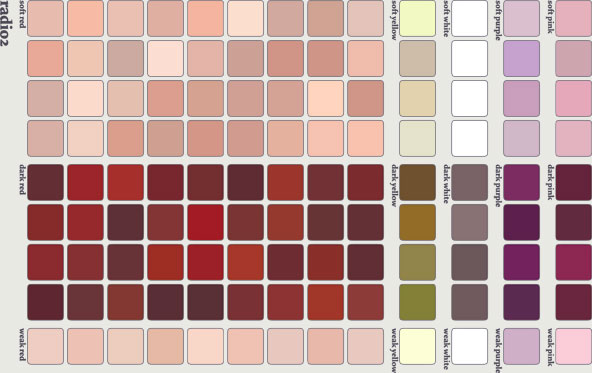 radio2
soft red
soft yellow
soft white
soft purple
soft pink
dark red
dark yellow
dark white
dark purple
dark pink
weak red
weak yellow
weak white
weak purple
weak pink